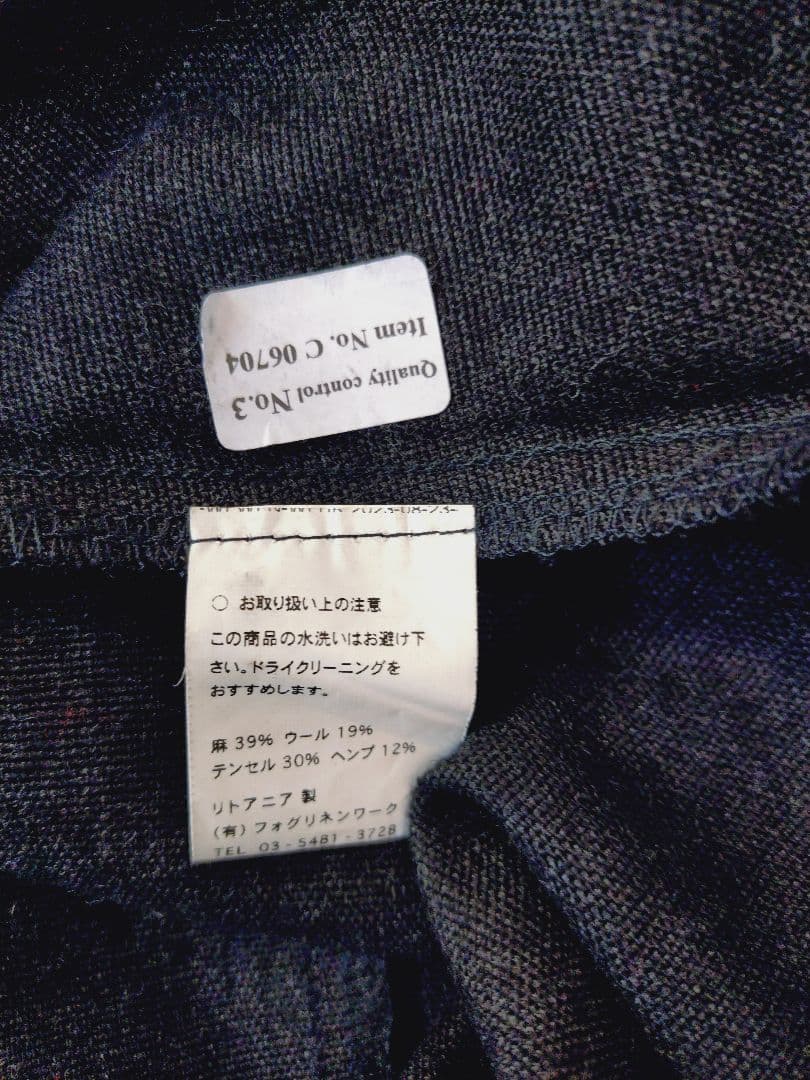 Quality control No.3
Item No. C 06704
○ お取り扱い上の注意
この商品の水洗いはお避け下
さい。ドライクリーニングを
おすすめします。
麻 39% ウール 19%
テンセル 30% ヘンプ 12%
リトアニア 製
(有) フォグリネンワーク
TEL 03-5481-3728